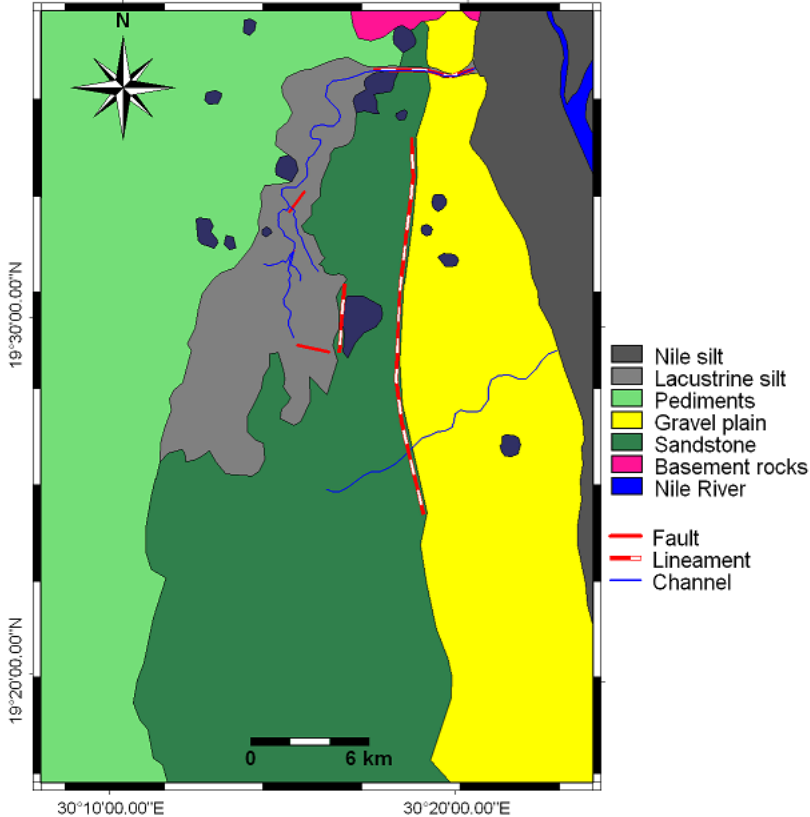 N
19°30'00.00"N
19°20'00.00"N
Nile silt
Lacustrine silt
Pediments
Gravel plain
Sandstone
Basement rocks
Nile River
Fault
Lineament
Channel
0 6 km
30°10'00.00"E 30°20'00.00"E